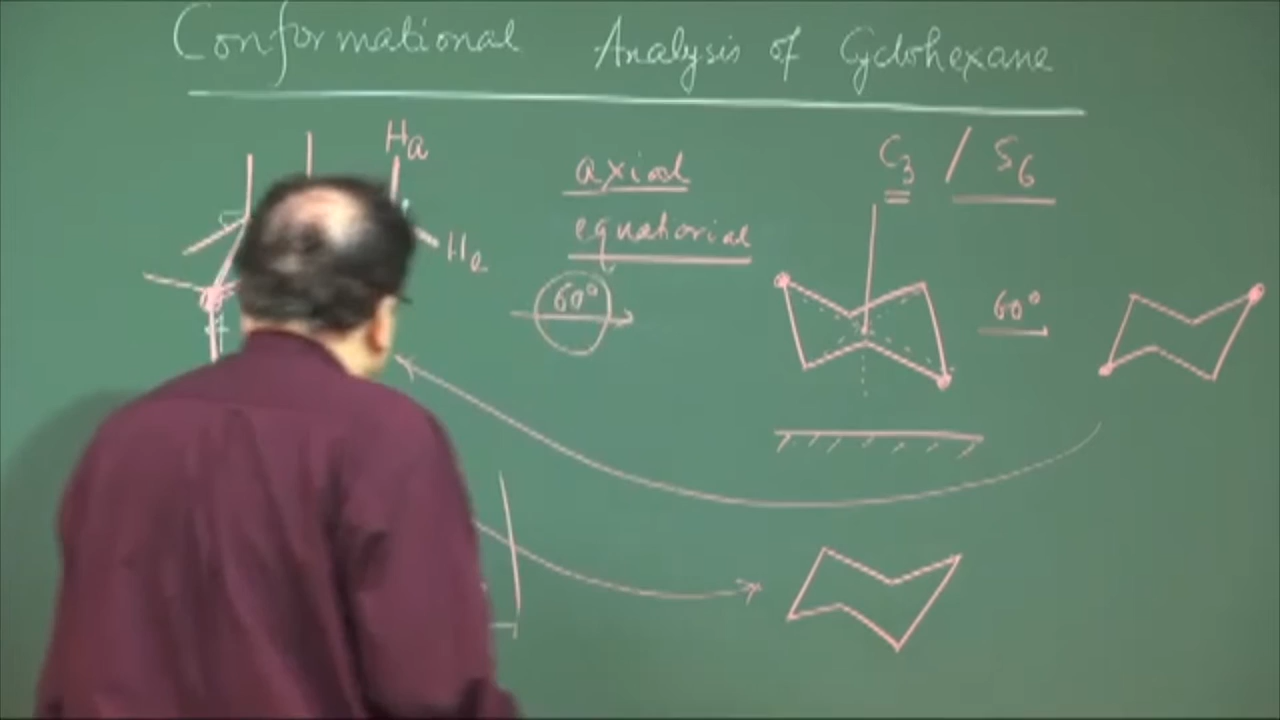 Conformational Analysis of Cyclohexane
Ha
He
axial
equatorial
60°
C3 / S6
60°